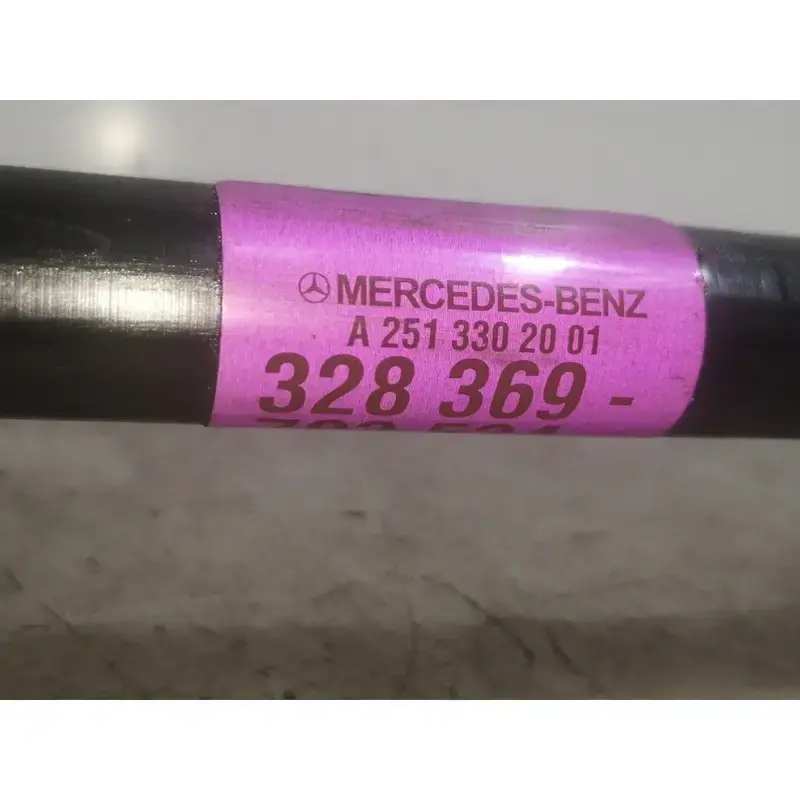 MERCEDES-BENZ
A 251 330 20 01
328 369 -